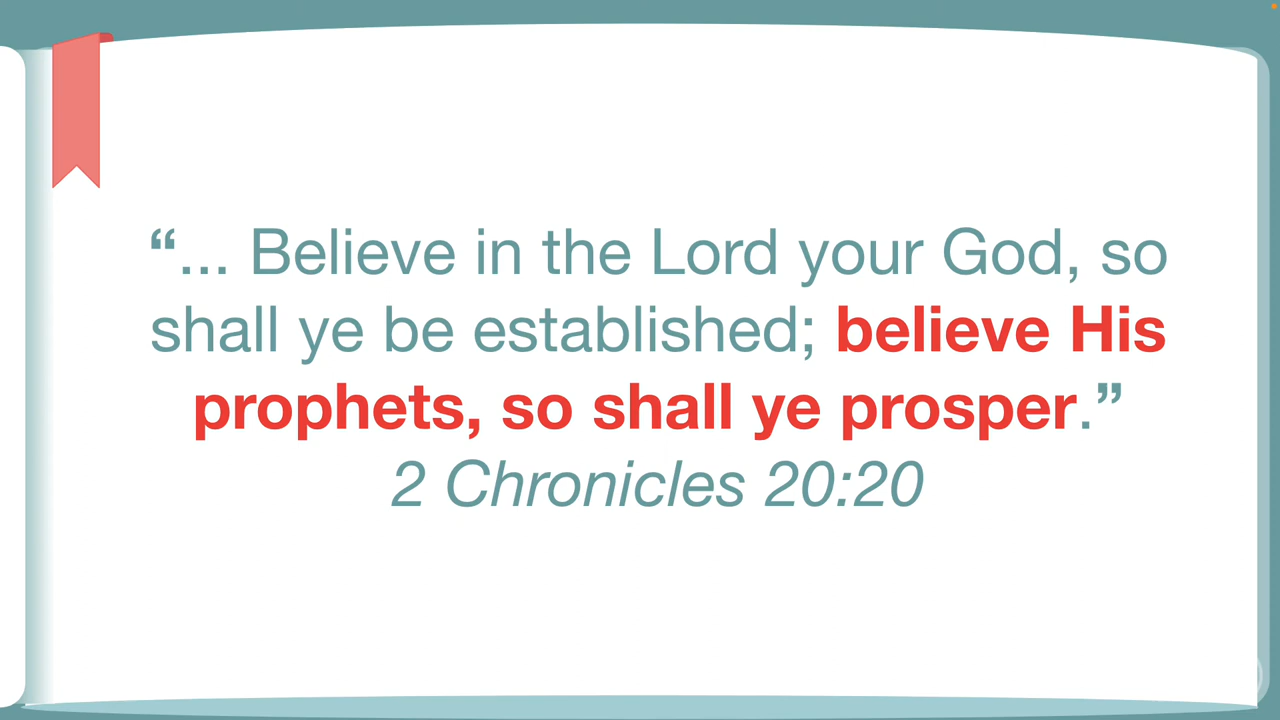 “... Believe in the Lord your God, so
shall ye be established; believe His
prophets, so shall ye prosper.”
2 Chronicles 20:20